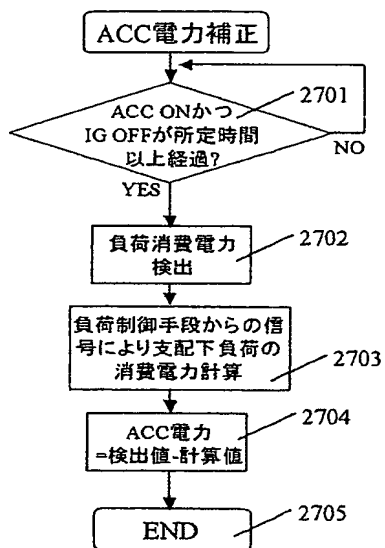 ACC電力補正
ACC ONかつ
IG OFFが所定時間
以上経過?
2701
NO
YES
負荷消費電力
検出
2702
負荷制御手段からの信
号により支配下負荷の
消費電力計算
2703
ACC電力
=検出値-計算値
2704
END
2705